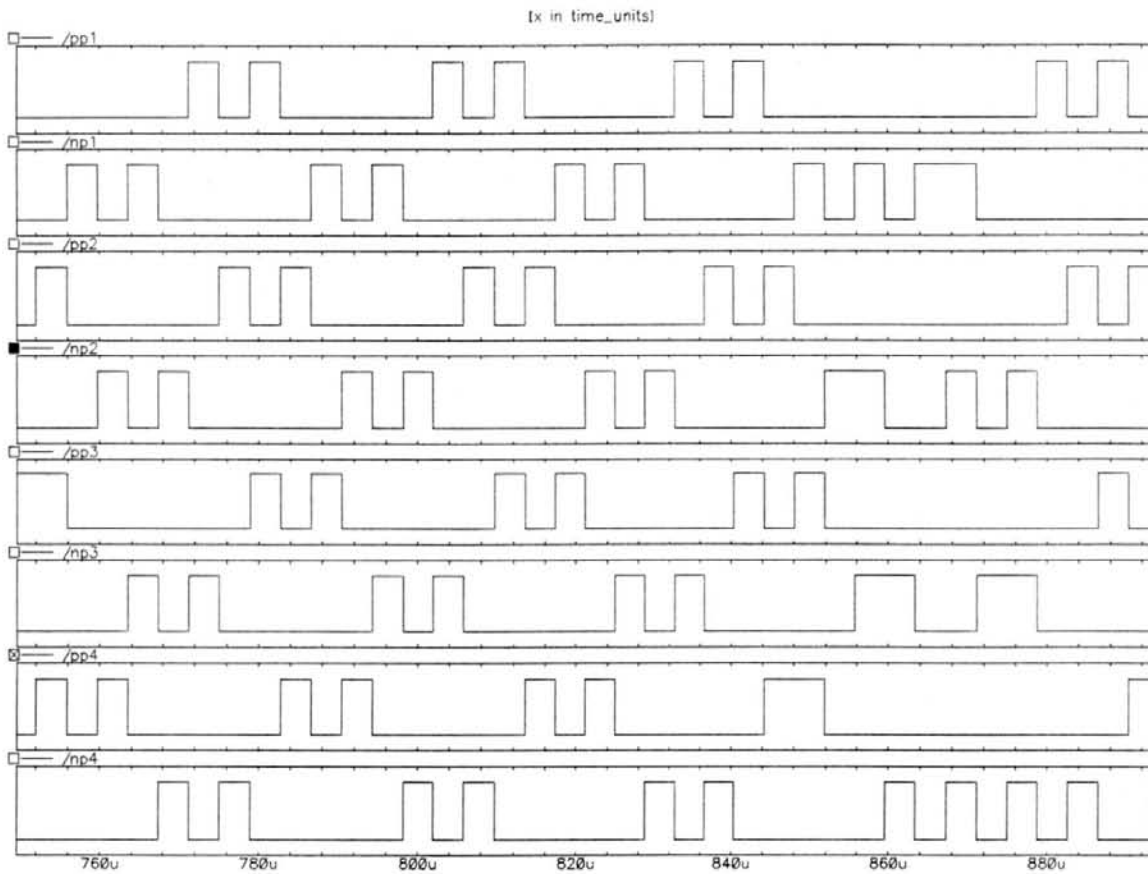 [x in time_units]
/pp1
/np1
/pp2
/np2
/pp3
/np3
/pp4
/np4
760u 780u 800u 820u 840u 860u 880u